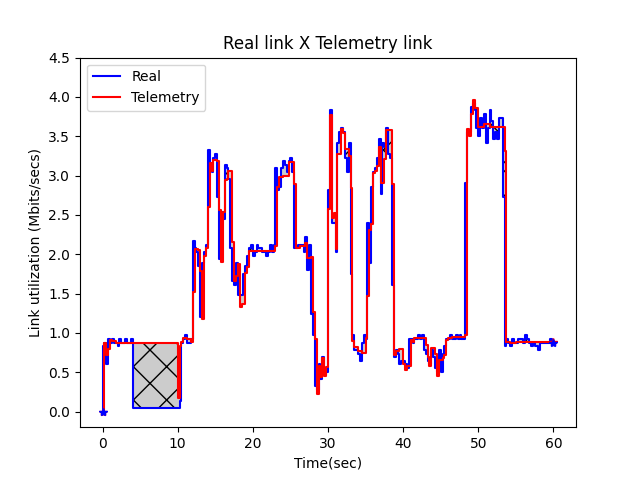 Real link X Telemetry link
4.5
4.0
3.5
3.0
2.5
2.0
1.5
1.0
0.5
0.0
Link utilization (Mbits/secs)
Real
Telemetry
0 10 20 30 40 50 60
Time(sec)